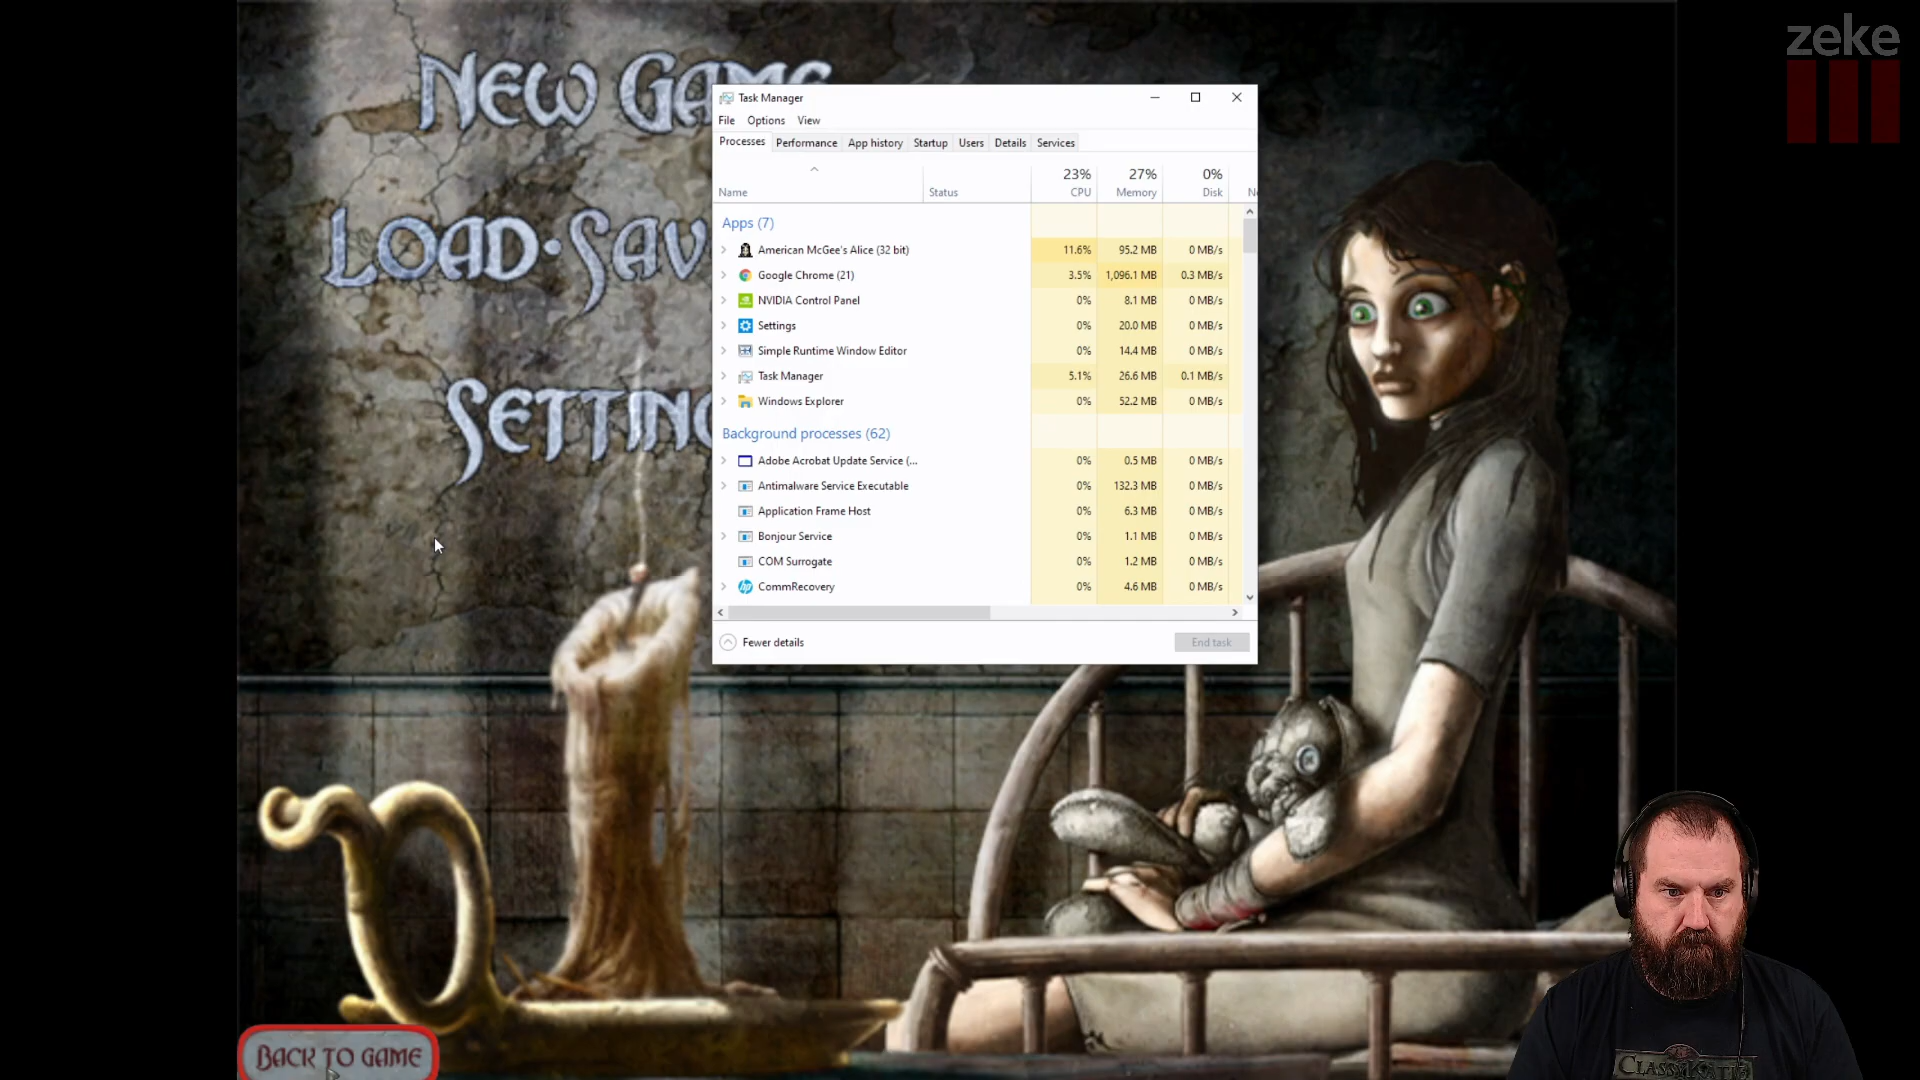 zeke
III
NEW GAME
LOAD·SAV
SETTING
Task Manager
File Options View
Processes Performance App history Startup Users Details Services
23% 27% 0%
Name Status CPU Memory Disk
Apps (7)
American McGee's Alice (32 bit) 11.6% 95.2 MB 0 MB/s
Google Chrome (21) 3.5% 1,096.1 MB 0.3 MB/s
NVIDIA Control Panel 0% 8.1 MB 0 MB/s
Settings 0% 20.0 MB 0 MB/s
Simple Runtime Window Editor 0% 14.4 MB 0 MB/s
Task Manager 5.1% 26.6 MB 0.1 MB/s
Windows Explorer 0% 52.2 MB 0 MB/s
Background processes (62)
Adobe Acrobat Update Service (... 0% 0.5 MB 0 MB/s
Antimalware Service Executable 0% 132.3 MB 0 MB/s
Application Frame Host 0% 6.3 MB 0 MB/s
Bonjour Service 0% 1.1 MB 0 MB/s
COM Surrogate 0% 1.2 MB 0 MB/s
hp CommRecovery 0% 4.6 MB 0 MB/s
Fewer details End task
BACK TO GAME